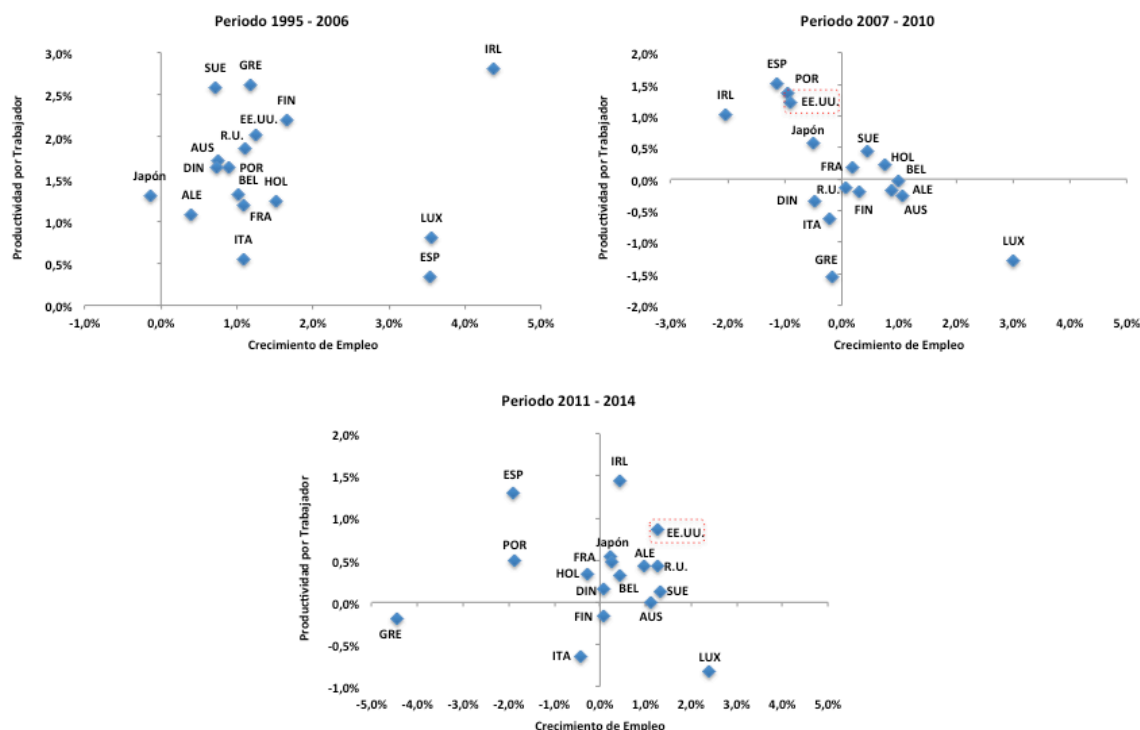 Periodo 1995 - 2006
Productividad por Trabajador
3,0%
2,5%
2,0%
1,5%
1,0%
0,5%
0,0%
IRL
SUE
GRE
FIN
EE.UU.
R.U.
AUS
DIN
POR
Japón
ALE
BEL
HOL
FRA
LUX
ITA
ESP
-1,0%
0,0%
1,0%
2,0%
3,0%
4,0%
5,0%
Crecimiento de Empleo
Periodo 2007 - 2010
Productividad por Trabajador
2,0%
1,5%
1,0%
0,5%
0,0%
-0,5%
-1,0%
-1,5%
-2,0%
ESP
POR
IRL
EE.UU.
Japón
SUE
FRA
HOL
BEL
R.U.
ALE
DIN
FIN
AUS
ITA
LUX
GRE
-3,0%
-2,0%
-1,0%
0,0%
1,0%
2,0%
3,0%
4,0%
5,0%
Crecimiento de Empleo
Periodo 2011 - 2014
Productividad por Trabajador
2,0%
1,5%
1,0%
0,5%
0,0%
-0,5%
-1,0%
IRL
ESP
EE.UU.
POR
Japón
FRA
ALE
R.U.
HOL
DIN
BEL
SUE
FIN
AUS
GRE
ITA
LUX
-5,0%
-4,0%
-3,0%
-2,0%
-1,0%
0,0%
1,0%
2,0%
3,0%
4,0%
5,0%
Crecimiento de Empleo